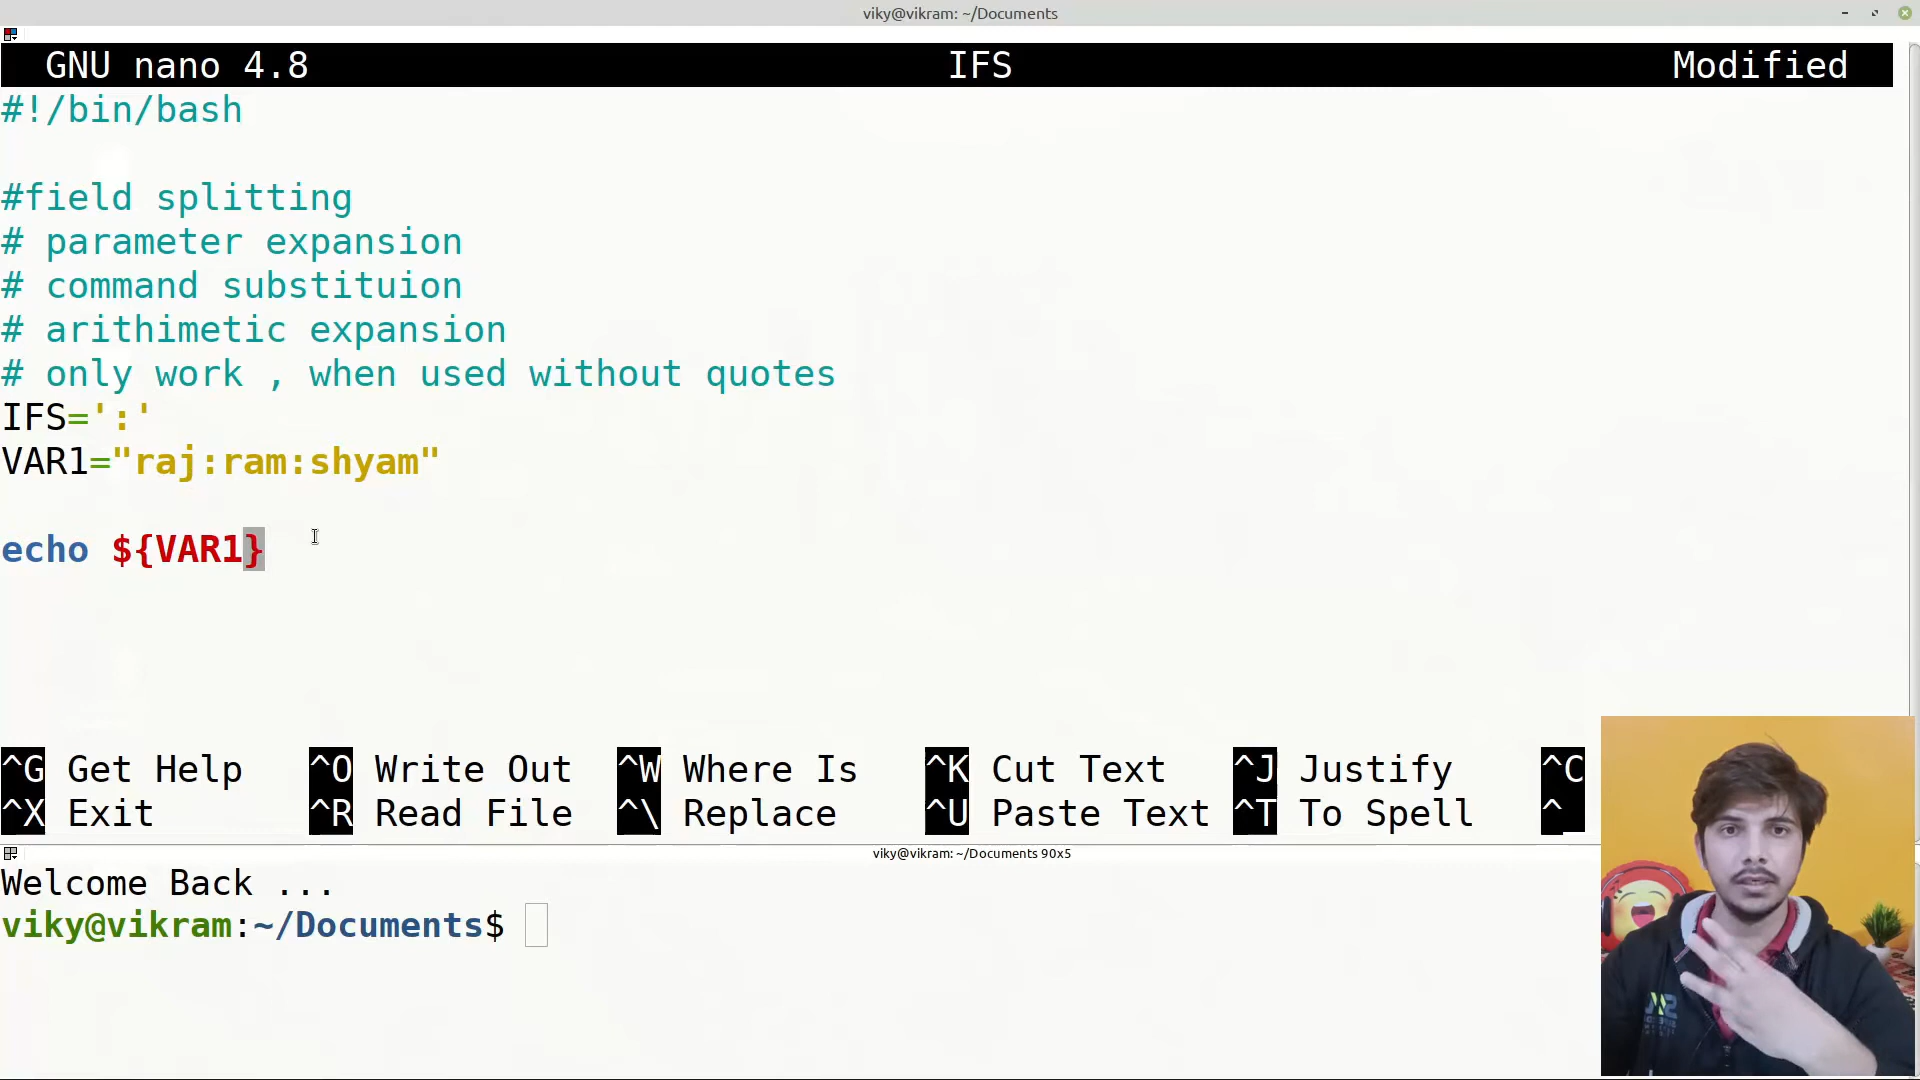 viky@vikram: ~/Documents
GNU nano 4.8 IFS Modified
#!/bin/bash
#field splitting
# parameter expansion
# command substituion
# arithimetic expansion
# only work , when used without quotes
IFS=':'
VAR1="raj:ram:shyam"
echo ${VAR1}
^G Get Help ^O Write Out ^W Where Is ^K Cut Text ^J Justify ^C
^X Exit ^R Read File ^\ Replace ^U Paste Text ^T To Spell ^
viky@vikram: ~/Documents 90x5
Welcome Back ...
viky@vikram:~/Documents$